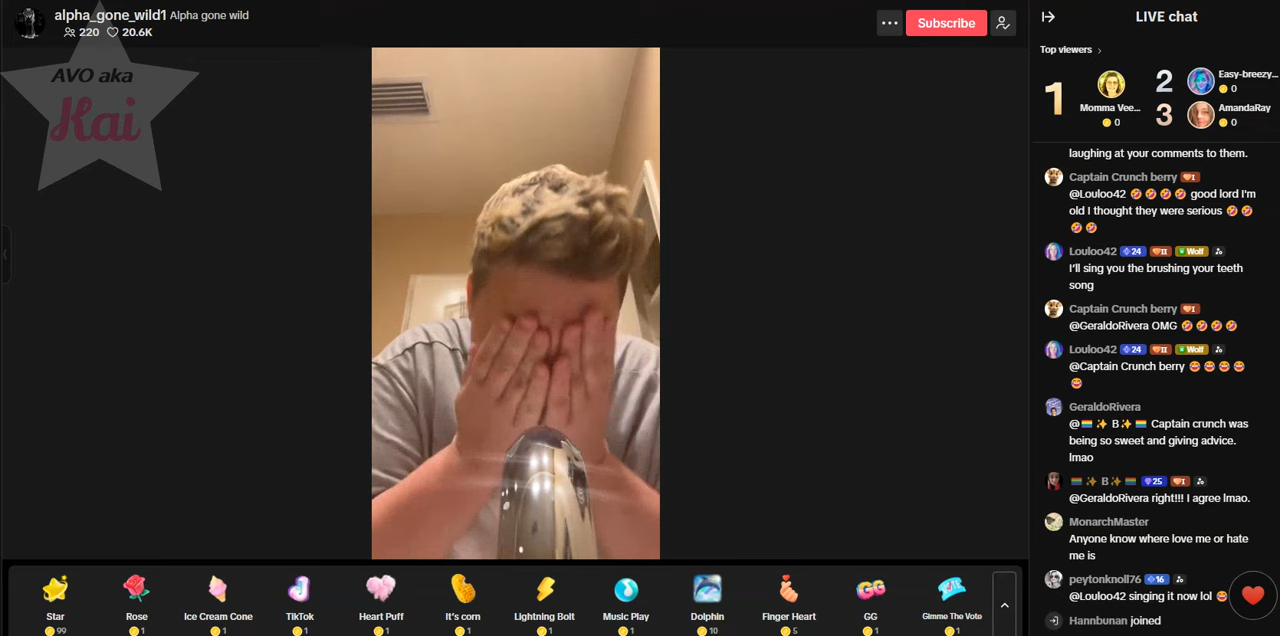 alpha_gone_wild1 Alpha gone wild
220 20.6K
Subscribe
AVO aka
Kai
LIVE chat
Top viewers
1
Momma Vee...
0
2
Easy-breezy...
0
3
AmandaRay
0
laughing at your comments to them.
Captain Crunch berry I
@Louloo42 🤣 🤣 🤣 🤣 good lord I'm
old I thought they were serious 🤣 🤣
🤣 🤣
Louloo42 24 II Wolf
I'll sing you the brushing your teeth
song
Captain Crunch berry I
@GeraldoRivera OMG 🤣 🤣 🤣 🤣
Louloo42 24 II Wolf
@Captain Crunch berry 😂 😂 😂 😂
😂
GeraldoRivera
@🏳️‍🌈 ✨ B✨ 🏳️‍🌈 Captain crunch was
being so sweet and giving advice.
lmao
🏳️‍🌈 ✨ B✨ 🏳️‍🌈 25 I
@GeraldoRivera right!!! I agree lmao.
MonarchMaster
Anyone know where love me or hate
me is
peytonknoll76 16
@Louloo42 singing it now lol 😂
Hannbunan joined
Star
99
Rose
1
Ice Cream Cone
1
TikTok
1
Heart Puff
1
It's corn
1
Lightning Bolt
1
Music Play
1
Dolphin
10
Finger Heart
5
GG
GG
1
Gimme The Vote
1